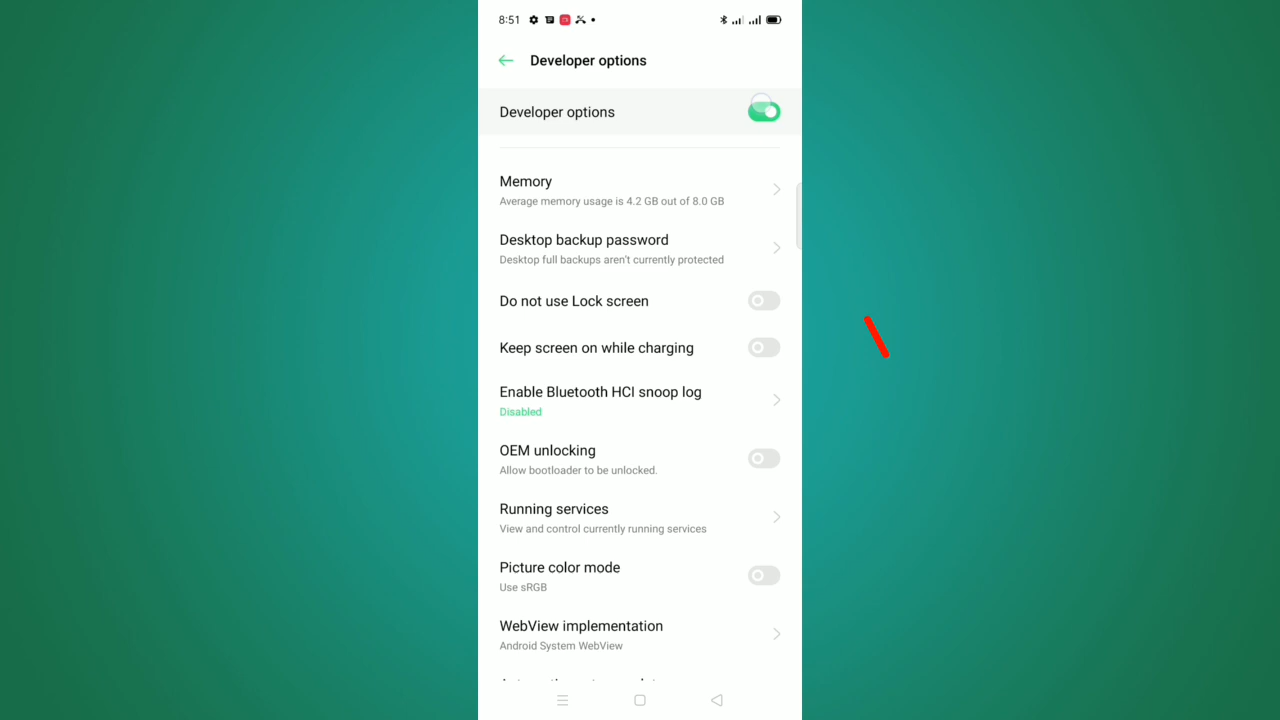 8:51
Developer options
Developer options
Memory
Average memory usage is 4.2 GB out of 8.0 GB
Desktop backup password
Desktop full backups aren't currently protected
Do not use Lock screen
Keep screen on while charging
Enable Bluetooth HCI snoop log
Disabled
OEM unlocking
Allow bootloader to be unlocked.
Running services
View and control currently running services
Picture color mode
Use sRGB
WebView implementation
Android System WebView